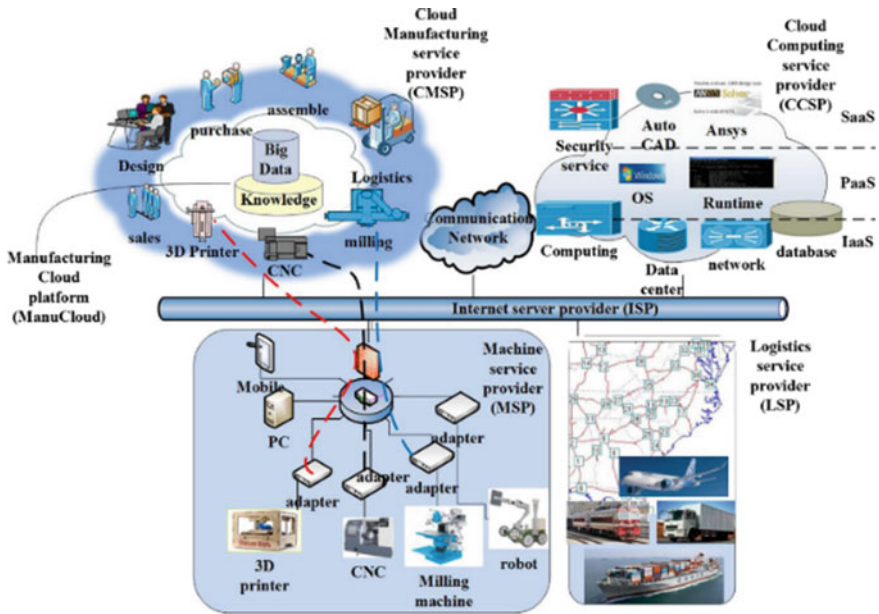 Cloud
Manufacturing
service
provider
(CMSP)
assemble
purchase
Design
Big
Data
Knowledge
Logistics
sales
3D Printer
CNC
milling
Manufacturing
Cloud
platform
(ManuCloud)
Communication
Network
Cloud
Computing
service
provider
(CCSP)
SaaS
PaaS
IaaS
Security
service
Auto
CAD
ANSYS Solver
Ansys
Windows
OS
Runtime
Computing
Data
center
network
database
Internet server provider (ISP)
Machine
service
provider
(MSP)
Mobile
PC
adapter
adapter
adapter
adapter
3D
printer
CNC
Milling
machine
robot
Logistics
service
provider
(LSP)